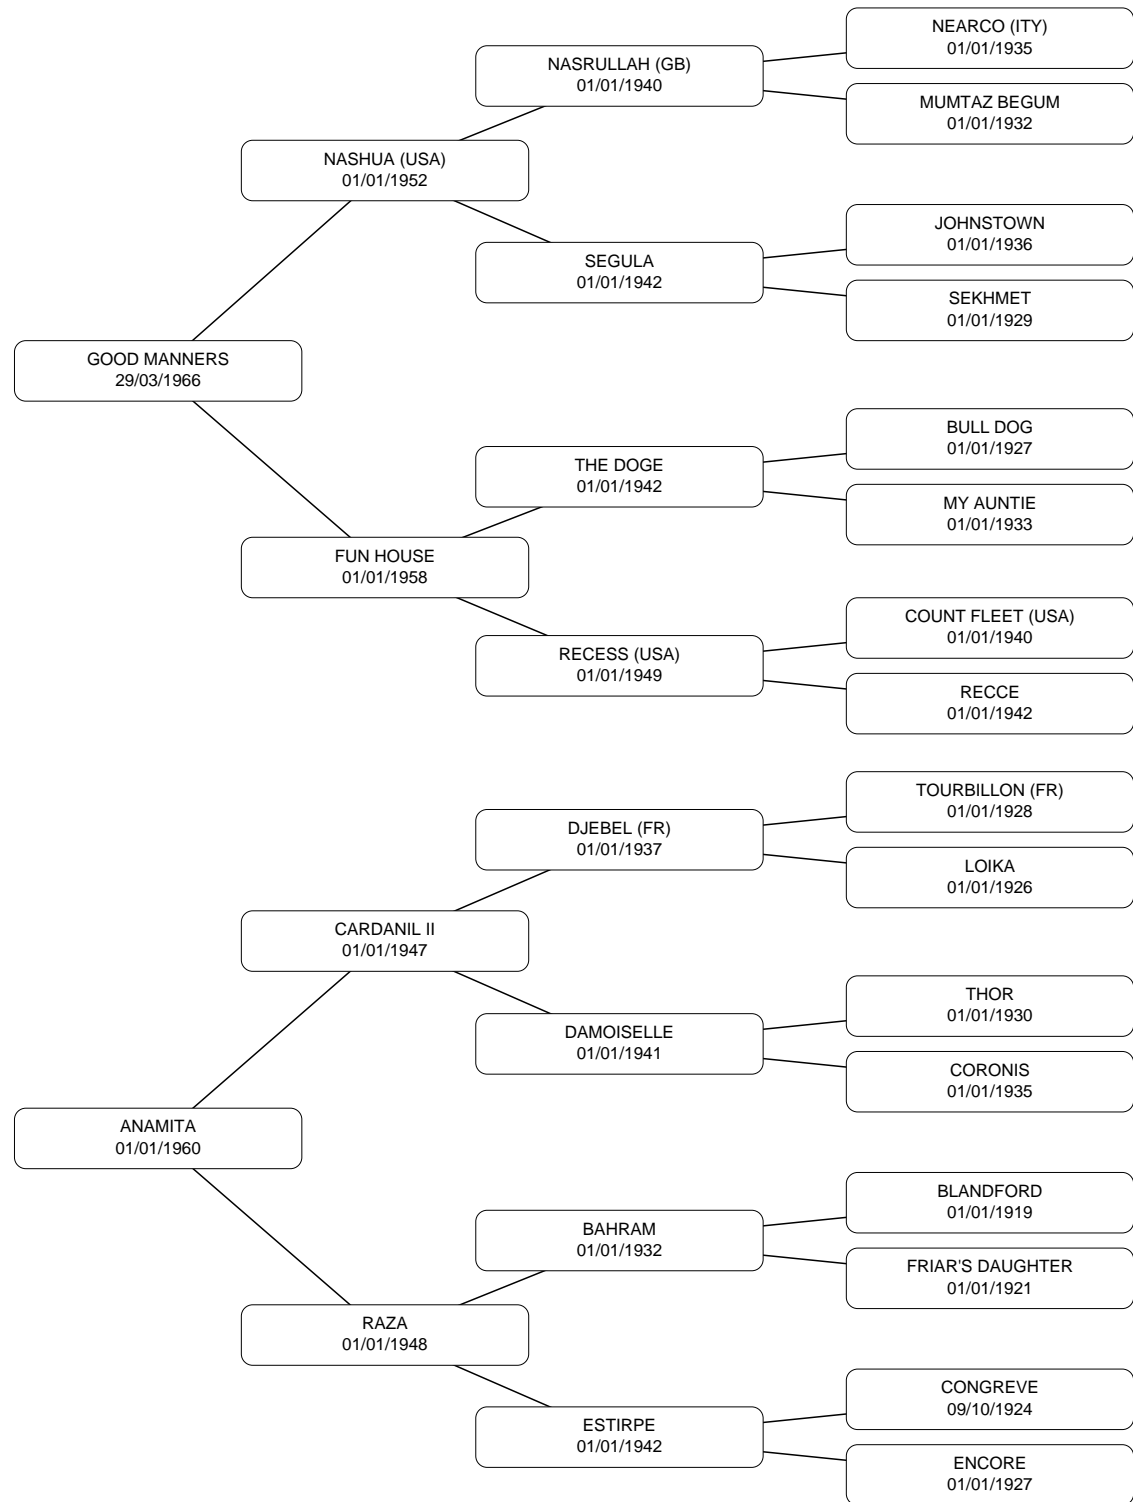 NEARCO (ITY)
01/01/1935
NASRULLAH (GB)
01/01/1940
MUMTAZ BEGUM
01/01/1932
NASHUA (USA)
01/01/1952
JOHNSTOWN
01/01/1936
SEGULA
01/01/1942
SEKHMET
01/01/1929
GOOD MANNERS
29/03/1966
BULL DOG
01/01/1927
THE DOGE
01/01/1942
MY AUNTIE
01/01/1933
FUN HOUSE
01/01/1958
COUNT FLEET (USA)
01/01/1940
RECESS (USA)
01/01/1949
RECCE
01/01/1942
TOURBILLON (FR)
01/01/1928
DJEBEL (FR)
01/01/1937
LOIKA
01/01/1926
CARDANIL II
01/01/1947
THOR
01/01/1930
DAMOISELLE
01/01/1941
CORONIS
01/01/1935
ANAMITA
01/01/1960
BLANDFORD
01/01/1919
BAHRAM
01/01/1932
FRIAR'S DAUGHTER
01/01/1921
RAZA
01/01/1948
CONGREVE
09/10/1924
ESTIRPE
01/01/1942
ENCORE
01/01/1927